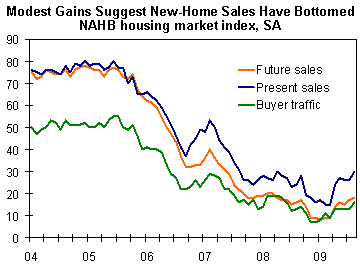 Modest Gains Suggest New-Home Sales Have Bottomed
NAHB housing market index, SA
90
80
70
60
50
40
30
20
10
0
Future sales
Present sales
Buyer traffic
04 05 06 07 08 09